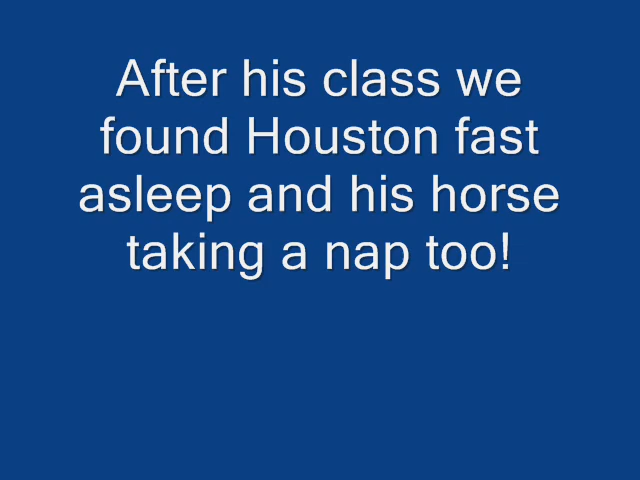 After his class we
found Houston fast
asleep and his horse
taking a nap too!